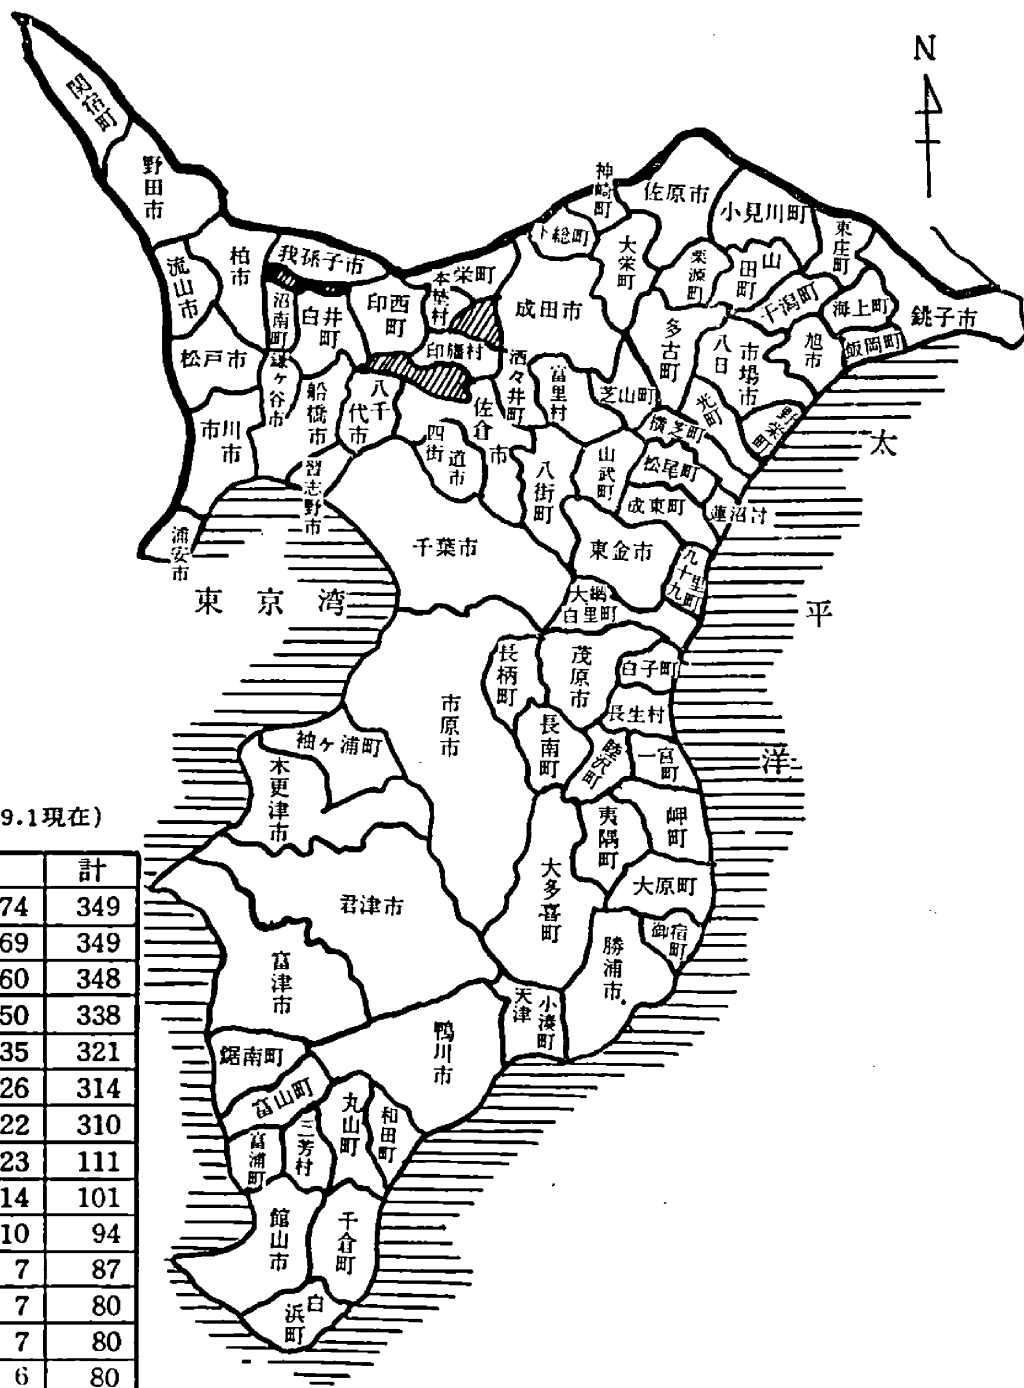 N
関宿町
野田市
流山市
柏市
我孫子市
沼南町
白井町
印西町
本埜村
栄町
印旛村
成田市
下総町
神崎町
大栄町
佐原市
小見川町
東庄町
栗源町
山田町
干潟町
海上町
銚子市
飯岡町
旭市
八日市場市
多古町
光町
野栄町
横芝町
芝山町
富里村
酒々井町
佐倉市
八千代市
船橋市
鎌ヶ谷市
松戸市
市川市
習志野市
浦安市
四街道市
八街町
山武町
松尾町
成東町
蓮沼村
千葉市
東金市
九十九里町
大網白里町
東京湾
太平洋
市原市
長柄町
茂原市
白子町
長生村
長南町
睦沢町
一宮町
袖ヶ浦町
木更津市
夷隅町
岬町
大多喜町
大原町
君津市
御宿町
勝浦市
富津市
天津小湊町
鴨川市
鋸南町
富山町
丸山町
和田町
三芳村
富浦町
館山市
千倉町
白浜町
9.1現在)
計
74 349
69 349
60 348
50 338
35 321
26 314
22 310
23 111
14 101
10 94
7 87
7 80
7 80
6 80